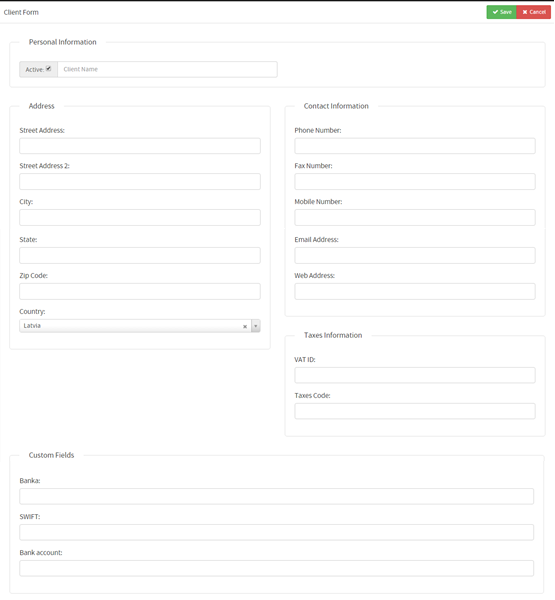 Client Form
Save
Cancel
Personal Information
Active:
Client Name
Address
Street Address:
Street Address 2:
City:
State:
Zip Code:
Country:
Latvia
Contact Information
Phone Number:
Fax Number:
Mobile Number:
Email Address:
Web Address:
Taxes Information
VAT ID:
Taxes Code:
Custom Fields
Banka:
SWIFT:
Bank account: